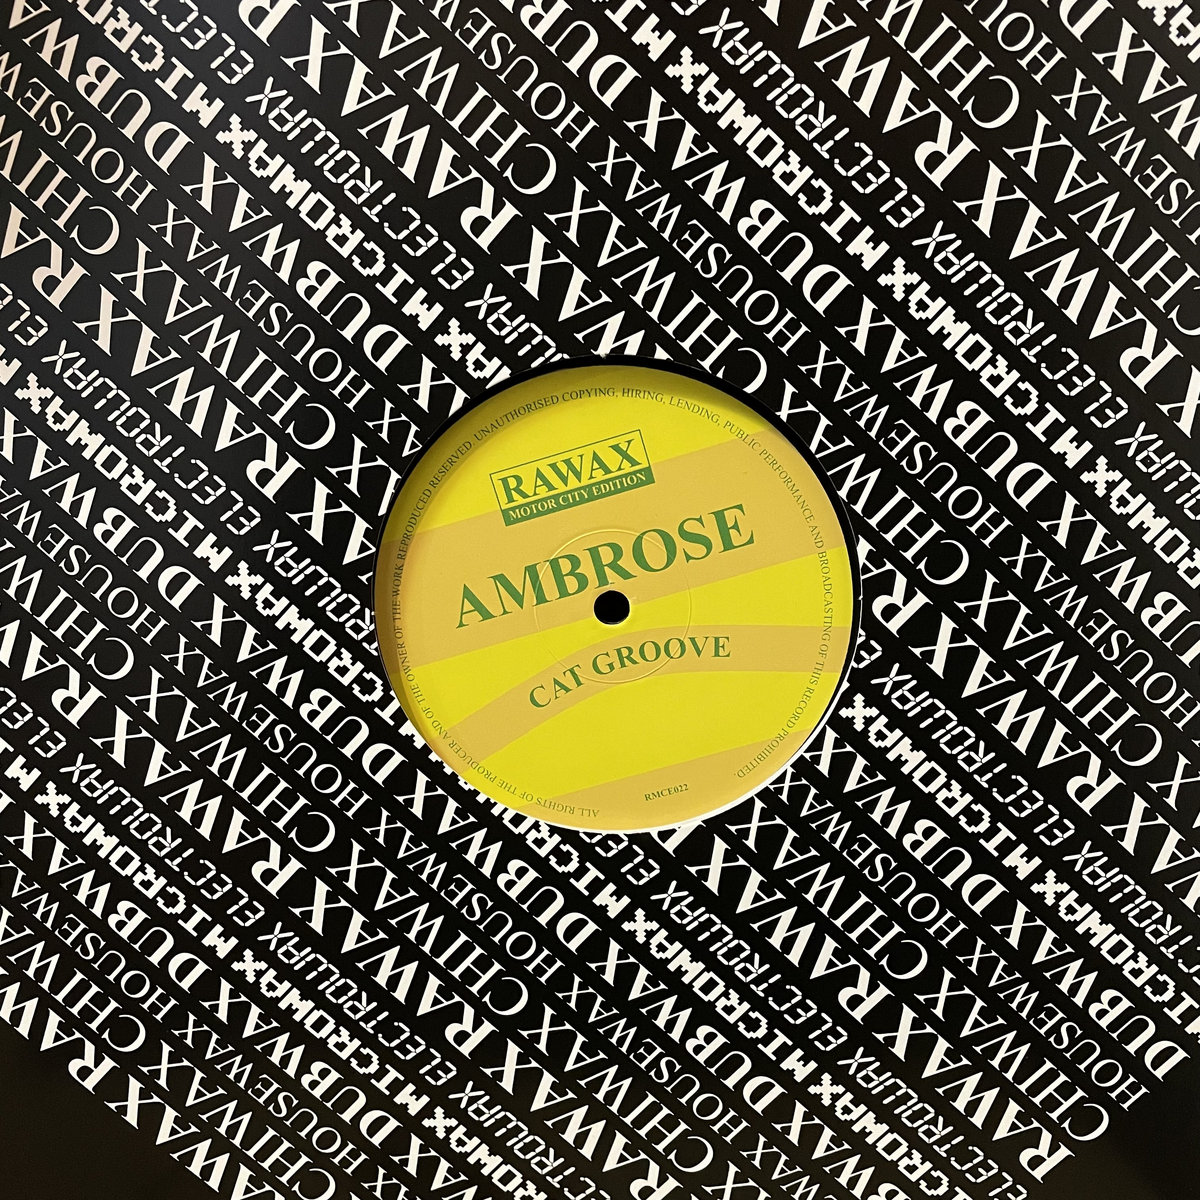 RAWAX
MOTOR CITY EDITION
AMBROSE
CAT GROOVE
RMCE022
ALL RIGHTS OF THE PRODUCER AND OF THE OWNER OF THE WORK REPRODUCED RESERVED. UNAUTHORISED COPYING, HIRING, LENDING, PUBLIC PERFORMANCE AND BROADCASTING OF THIS RECORD PROHIBITED.
RAWAX
CHIWAX
HOUSEWAX
DUBWAX
MICROWAX
ELECTROWAX